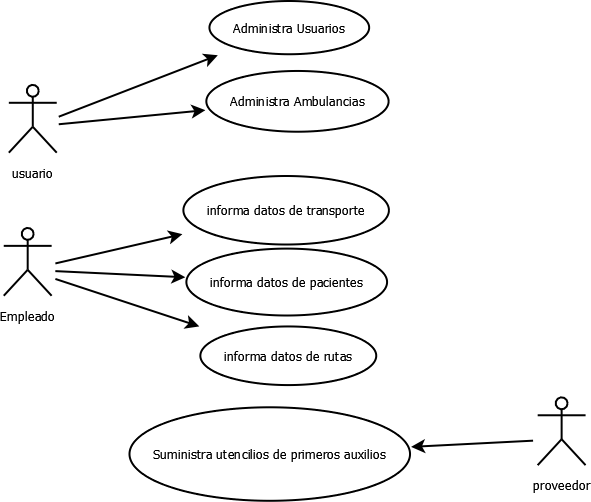 Administra Usuarios
Administra Ambulancias
usuario
informa datos de transporte
informa datos de pacientes
Empleado
informa datos de rutas
Suministra utencilios de primeros auxilios
proveedor